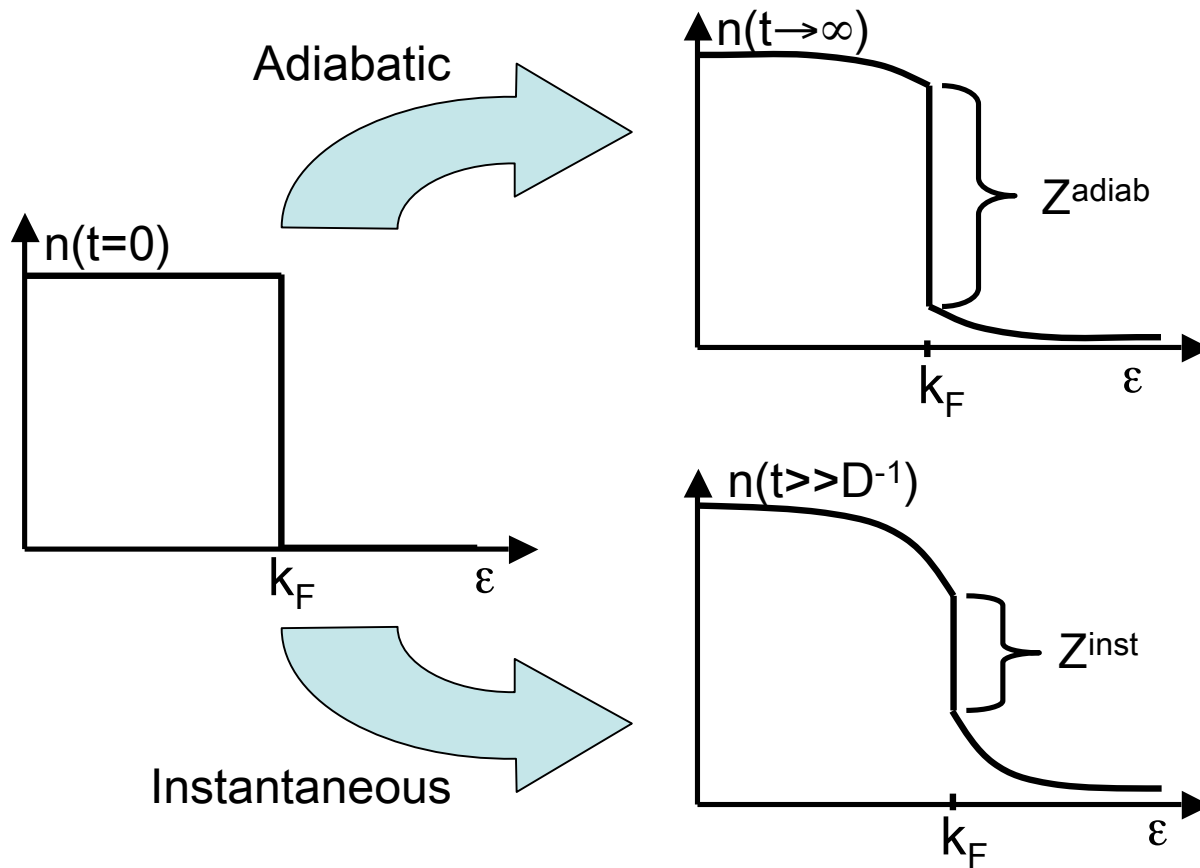 Adiabatic
n(t→∞)
Z^adiab
k_F
ε
n(t=0)
k_F
ε
Instantaneous
n(t>>D^-1)
Z^inst
k_F
ε